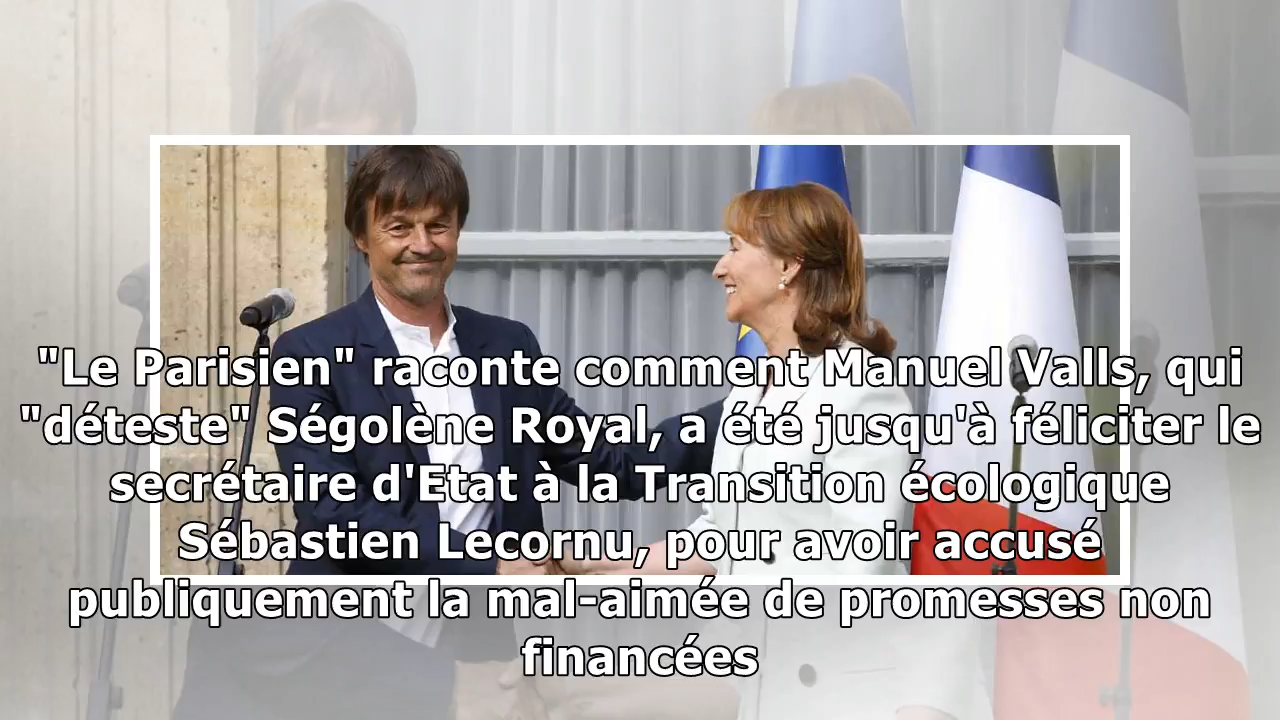 "Le Parisien" raconte comment Manuel Valls, qui
"déteste" Ségolène Royal, a été jusqu'à féliciter le
secrétaire d'Etat à la Transition écologique
Sébastien Lecornu, pour avoir accusé
publiquement la mal-aimée de promesses non
financées